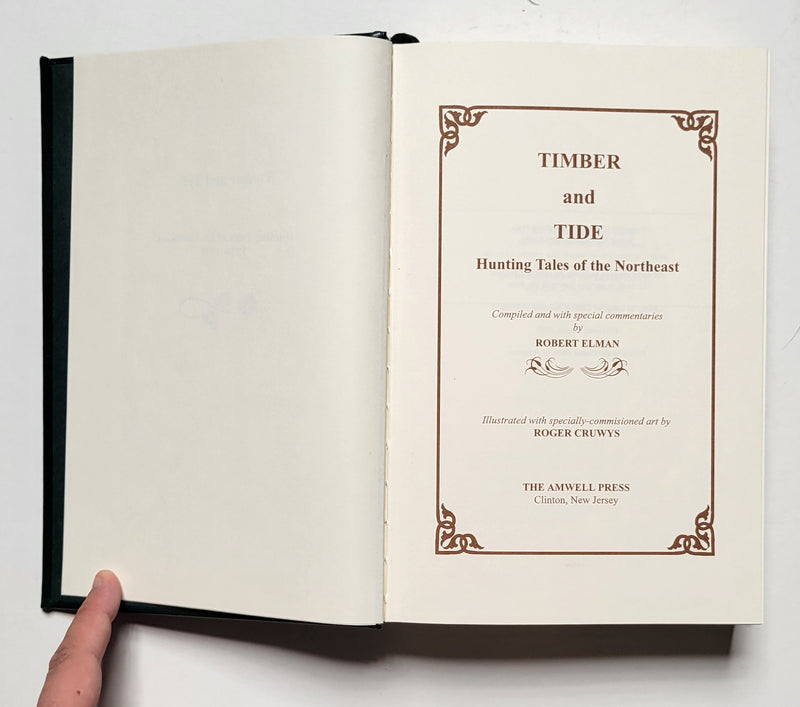 TIMBER
and
TIDE
Hunting Tales of the Northeast
Compiled and with special commentaries
by
ROBERT ELMAN
Illustrated with specially-commisioned art by
ROGER CRUWYS
THE AMWELL PRESS
Clinton, New Jersey